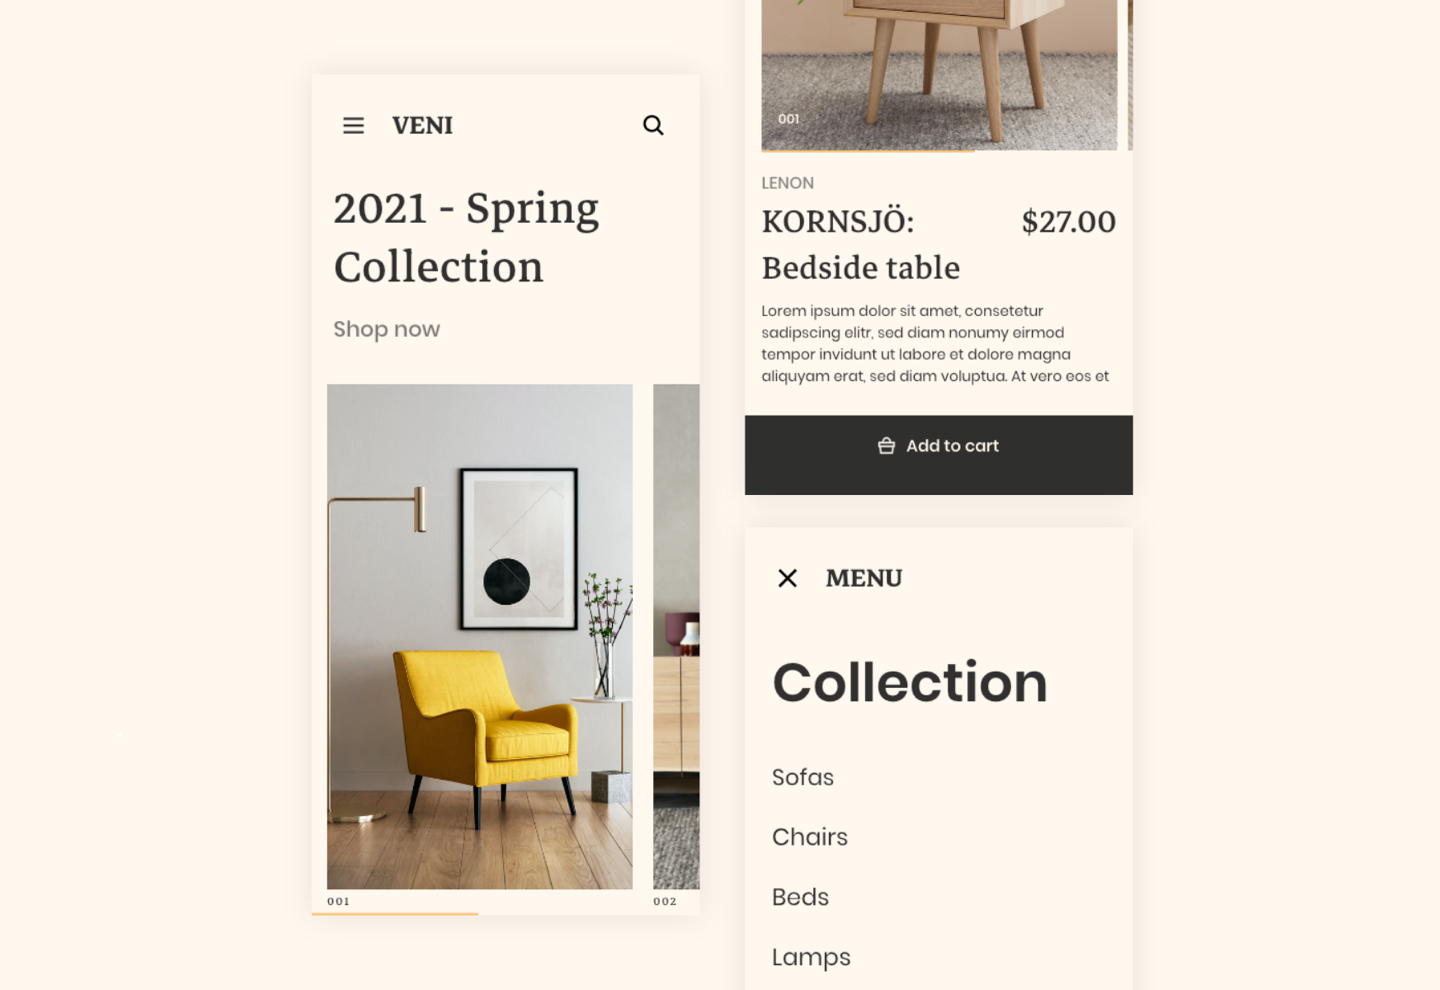 VENI
2021 - Spring
Collection
Shop now
001
002
001
LENON
KORNSJÖ:
$27.00
Bedside table
Lorem ipsum dolor sit amet, consetetur
sadipscing elitr, sed diam nonumy eirmod
tempor invidunt ut labore et dolore magna
aliquyam erat, sed diam voluptua. At vero eos et
Add to cart
MENU
Collection
Sofas
Chairs
Beds
Lamps